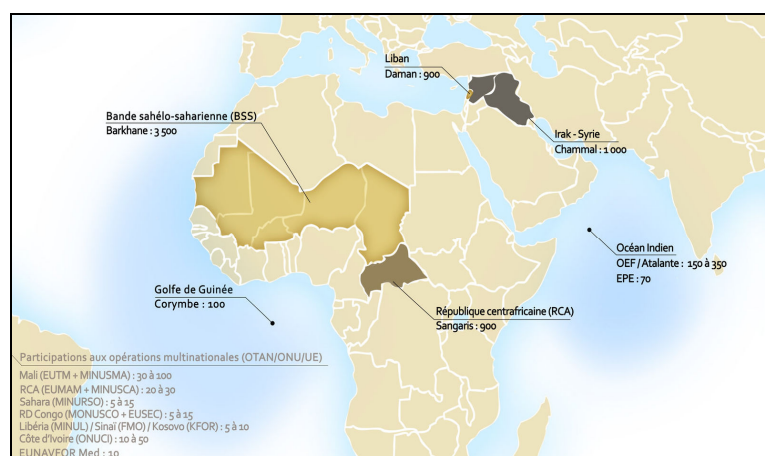 Liban
Daman : 900
Bande sahélo-saharienne (BSS)
Barkhane : 3 500
Irak - Syrie
Chammal : 1 000
Océan Indien
OEF / Atalante : 150 à 350
EPE : 70
Golfe de Guinée
Corymbe : 100
République centrafricaine (RCA)
Sangaris : 900
Participations aux opérations multinationales (OTAN/ONU/UE)
Mali (EUTM + MINUSMA) : 30 à 100
RCA (EUMAM + MINUSCA) : 20 à 30
Sahara (MINURSO) : 5 à 15
RD Congo (MONUSCO + EUSEC) : 5 à 15
Libéria (MINUL) / Sinaï (FMO) / Kosovo (KFOR) : 5 à 10
Côte d'Ivoire (ONUCI) : 10 à 50
EUNAVFOR Med : 10